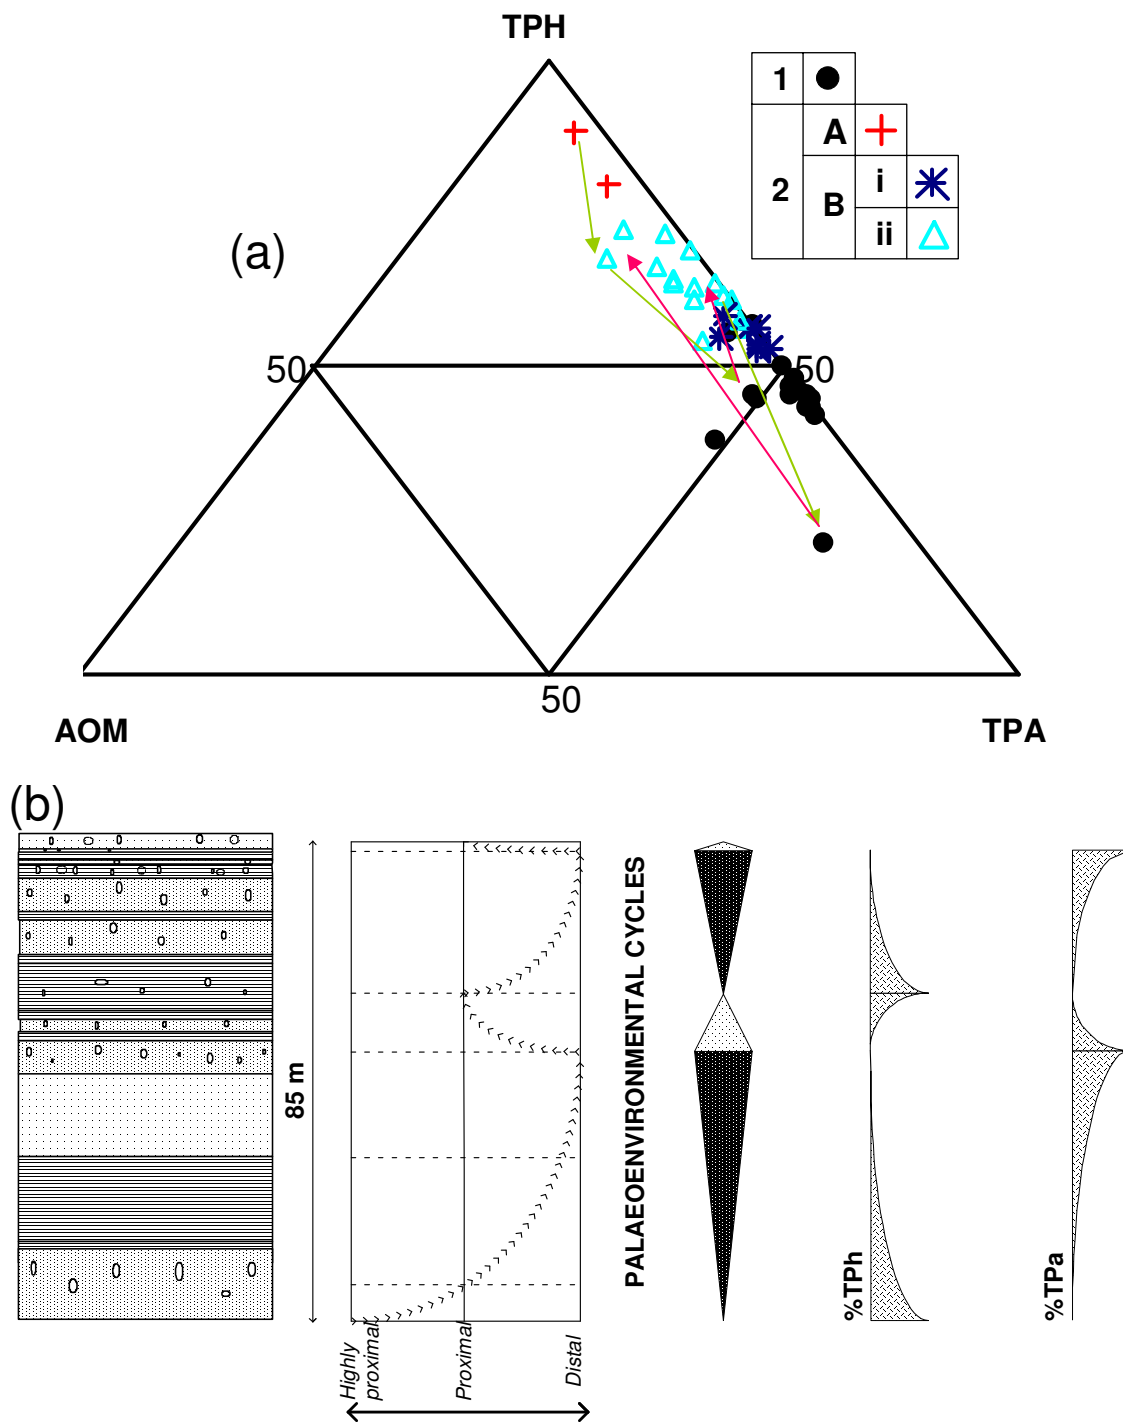 TPH
1
A
2
i
B
ii
(a)
50
50
50
AOM
TPA
(b)
85 m
PALAEOENVIRONMENTAL CYCLES
%TPh
%TPa
Highly
proximal
Proximal
Distal